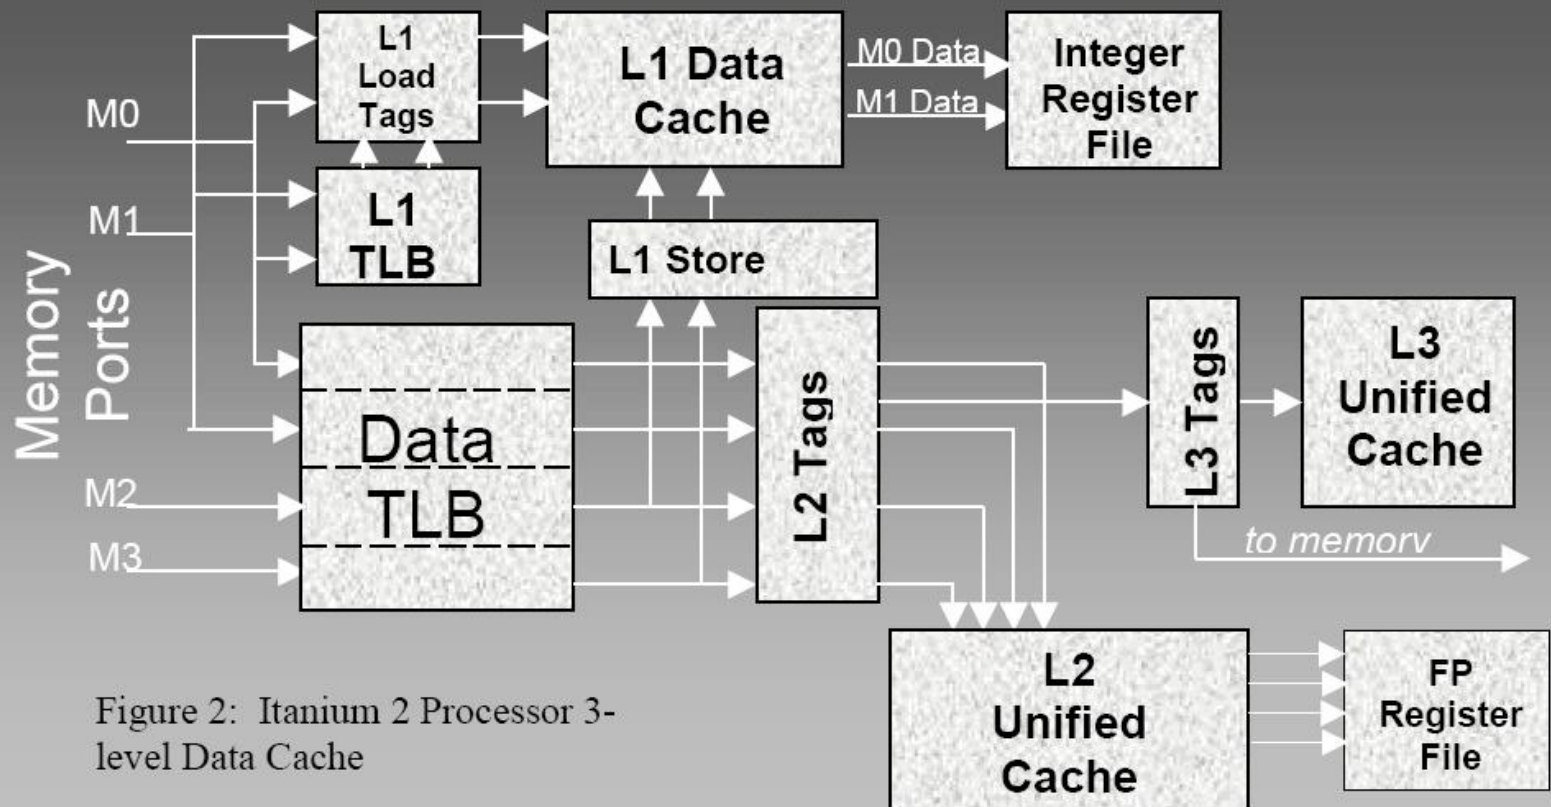 M0
M1
M2
M3
Memory
Ports
L1
Load
Tags
L1
TLB
L1 Data
Cache
M0 Data
M1 Data
Integer
Register
File
L1 Store
Data
TLB
L2 Tags
L3 Tags
L3
Unified
Cache
to memory
L2
Unified
Cache
FP
Register
File
Figure 2: Itanium 2 Processor 3-
level Data Cache